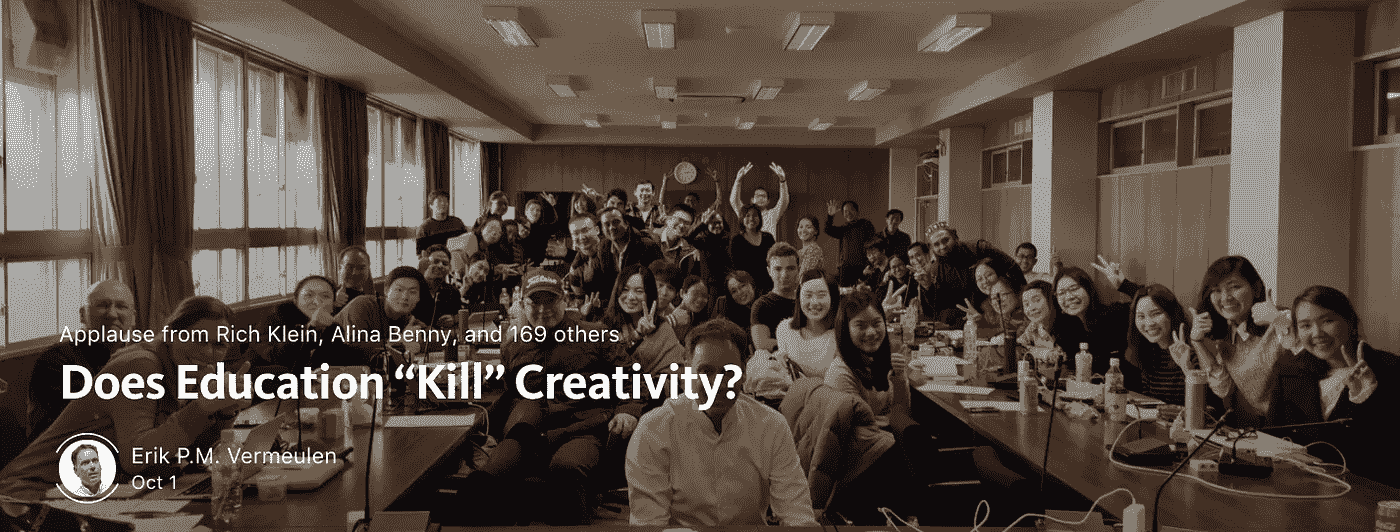 Applause from Rich Klein, Alina Benny, and 169 others
Does Education “Kill” Creativity?
Erik P.M. Vermeulen
Oct 1